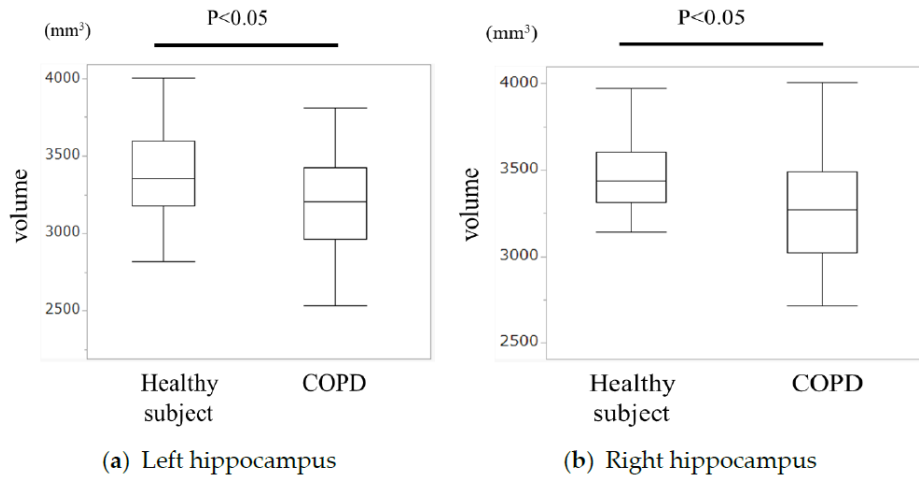 P<0.05
(mm³)
4000
3500
3000
2500
volume
Healthy
subject
COPD
(a) Left hippocampus
P<0.05
(mm³)
4000
3500
3000
2500
volume
Healthy
subject
COPD
(b) Right hippocampus